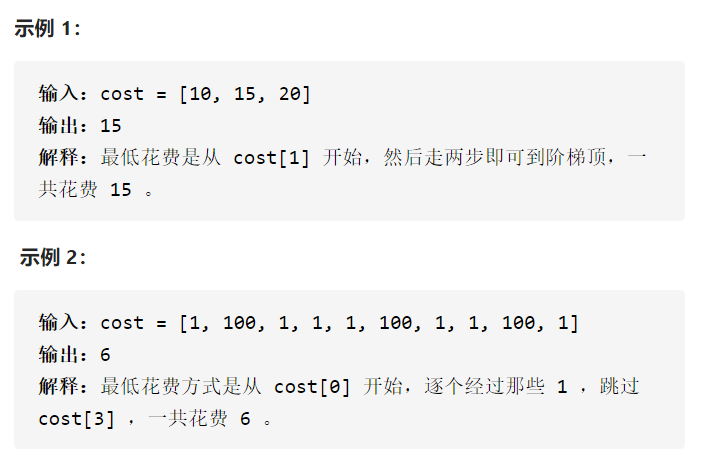 示例 1：
输入：cost = [10, 15, 20]
输出：15
解释：最低花费是从 cost[1] 开始，然后走两步即可到阶梯顶，一
共花费 15 。
示例 2：
输入：cost = [1, 100, 1, 1, 1, 100, 1, 1, 100, 1]
输出：6
解释：最低花费方式是从 cost[0] 开始，逐个经过那些 1 ，跳过
cost[3] ，一共花费 6 。